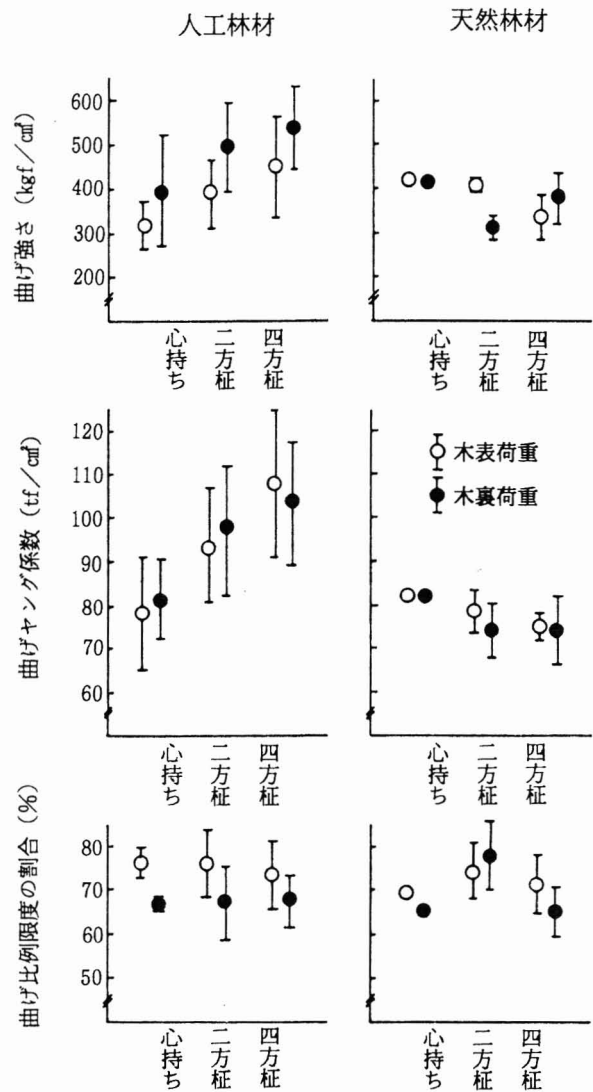 人工林材
天然林材
曲げ強さ (kgf/c㎡)
600
500
400
300
200
心持ち
二方柾
四方柾
心持ち
二方柾
四方柾
曲げヤング係数 (tf/c㎡)
120
110
100
90
80
70
60
木表荷重
木裏荷重
心持ち
二方柾
四方柾
心持ち
二方柾
四方柾
曲げ比例限度の割合 (%)
80
70
60
50
心持ち
二方柾
四方柾
心持ち
二方柾
四方柾